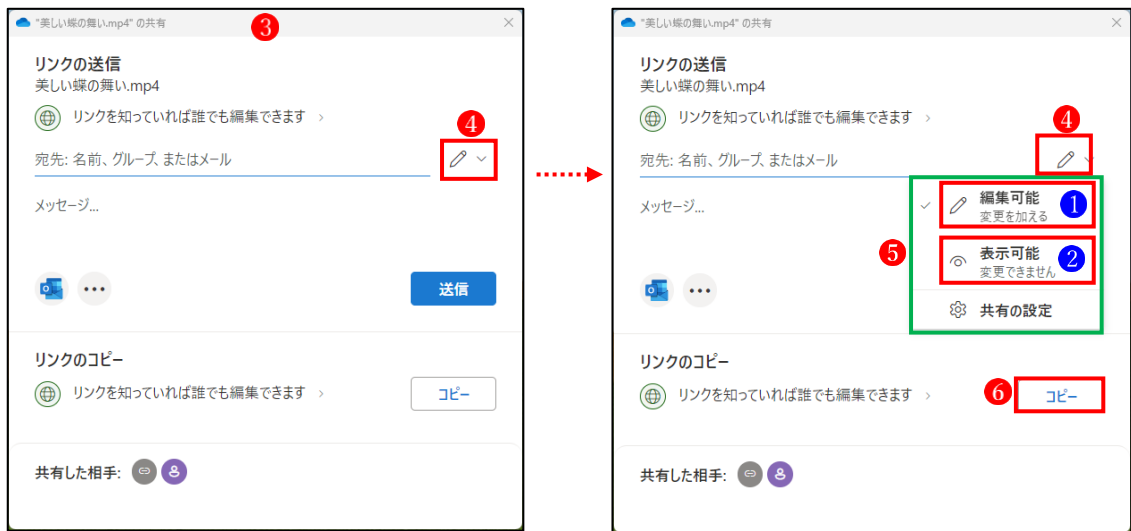 "美しい蝶の舞い.mp4" の共有
3
リンクの送信
美しい蝶の舞い.mp4
リンクを知っていれば誰でも編集できます
4
宛先: 名前、グループ、またはメール
メッセージ...
送信
リンクのコピー
リンクを知っていれば誰でも編集できます
コピー
共有した相手:
"美しい蝶の舞い.mp4" の共有
リンクの送信
美しい蝶の舞い.mp4
リンクを知っていれば誰でも編集できます
4
宛先: 名前、グループ、またはメール
メッセージ...
5
編集可能
変更を加える
1
表示可能
変更できません
2
共有の設定
リンクのコピー
リンクを知っていれば誰でも編集できます
6
コピー
共有した相手: